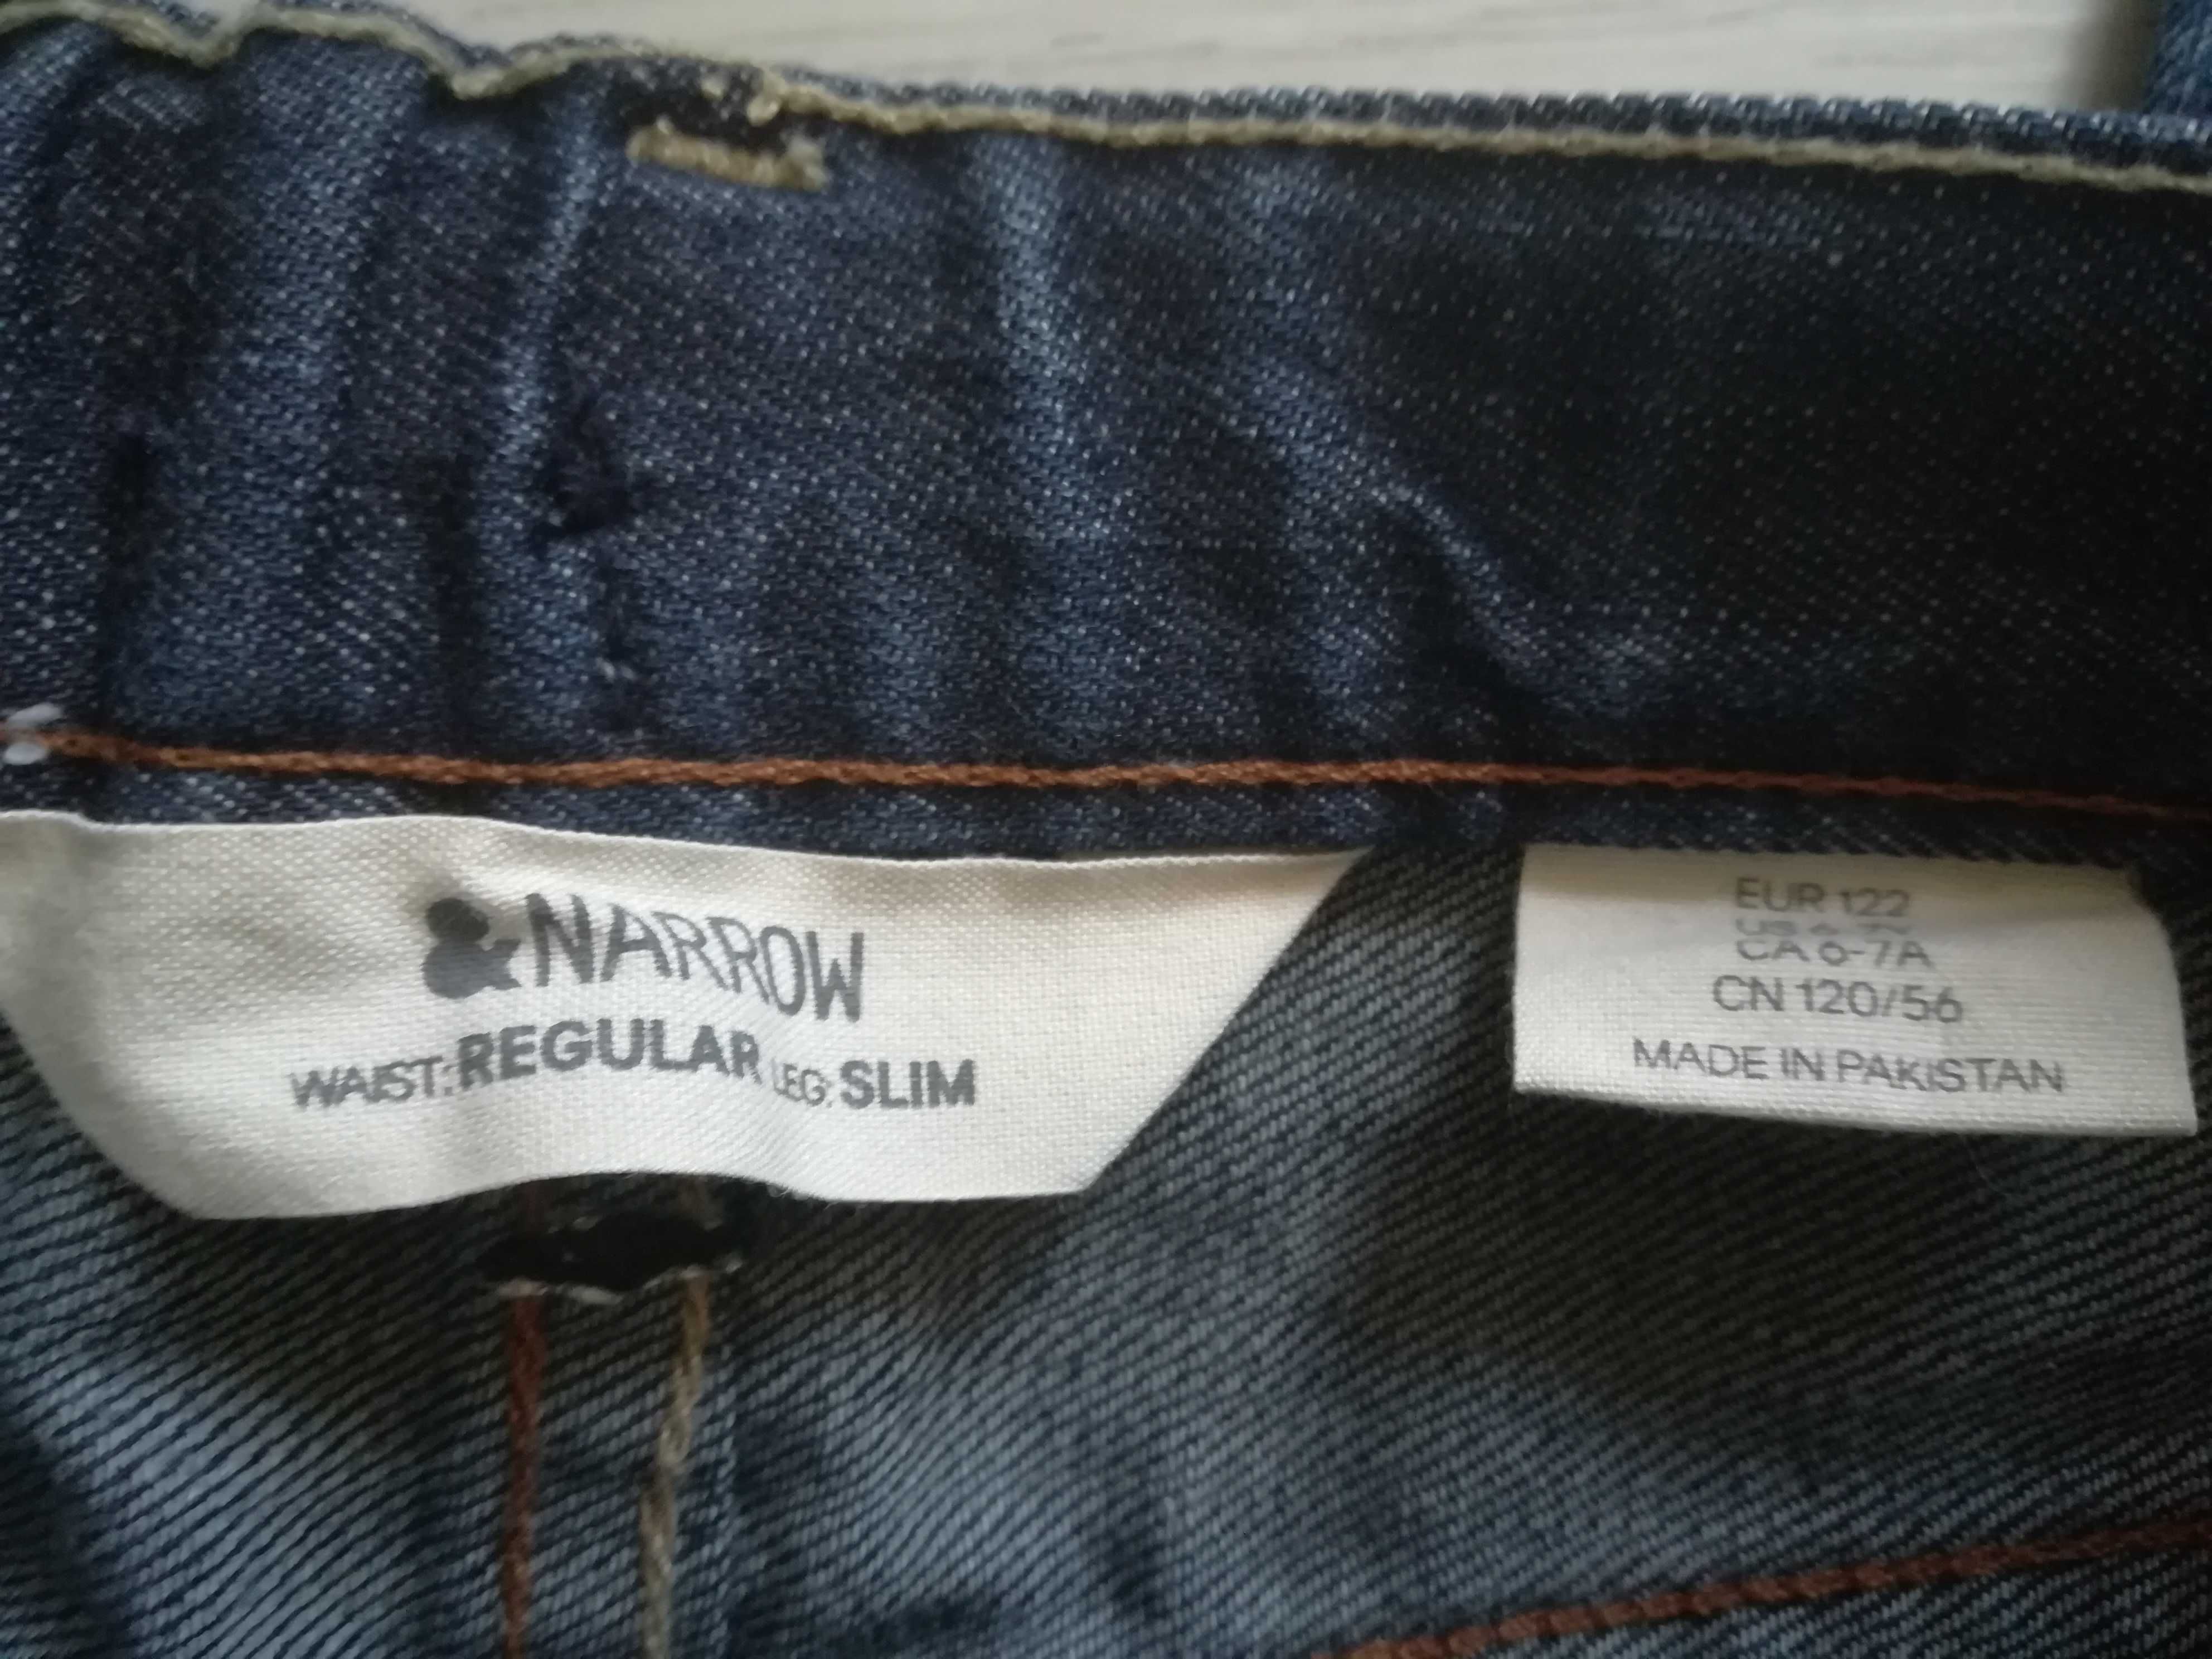 & NARROW
WAIST: REGULAR LEG: SLIM
EUR 122
CA 6-7A
CN 120/56
MADE IN PAKISTAN